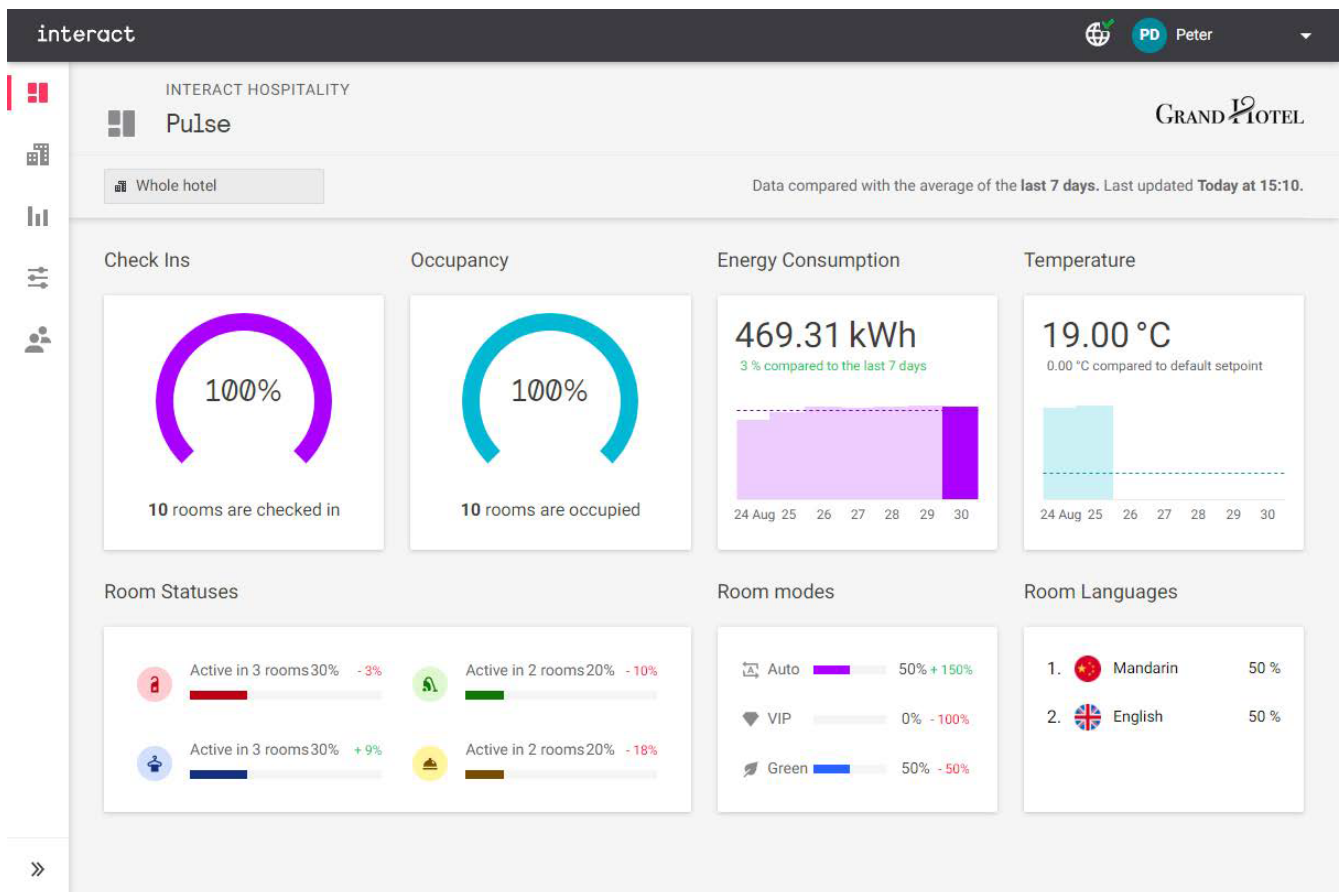 interact
PD Peter
INTERACT HOSPITALITY
Pulse
GRAND HOTEL
Whole hotel
Data compared with the average of the last 7 days. Last updated Today at 15:10.
Check Ins
100%
10 rooms are checked in
Occupancy
100%
10 rooms are occupied
Energy Consumption
469.31 kWh
3 % compared to the last 7 days
24 Aug 25 26 27 28 29 30
Temperature
19.00 °C
0.00 °C compared to default setpoint
24 Aug 25 26 27 28 29 30
Room Statuses
Active in 3 rooms 30% - 3%
Active in 2 rooms 20% - 10%
Active in 3 rooms 30% + 9%
Active in 2 rooms 20% - 18%
Room modes
A Auto 50% + 150%
VIP 0% - 100%
Green 50% - 50%
Room Languages
1. Mandarin 50 %
2. English 50 %